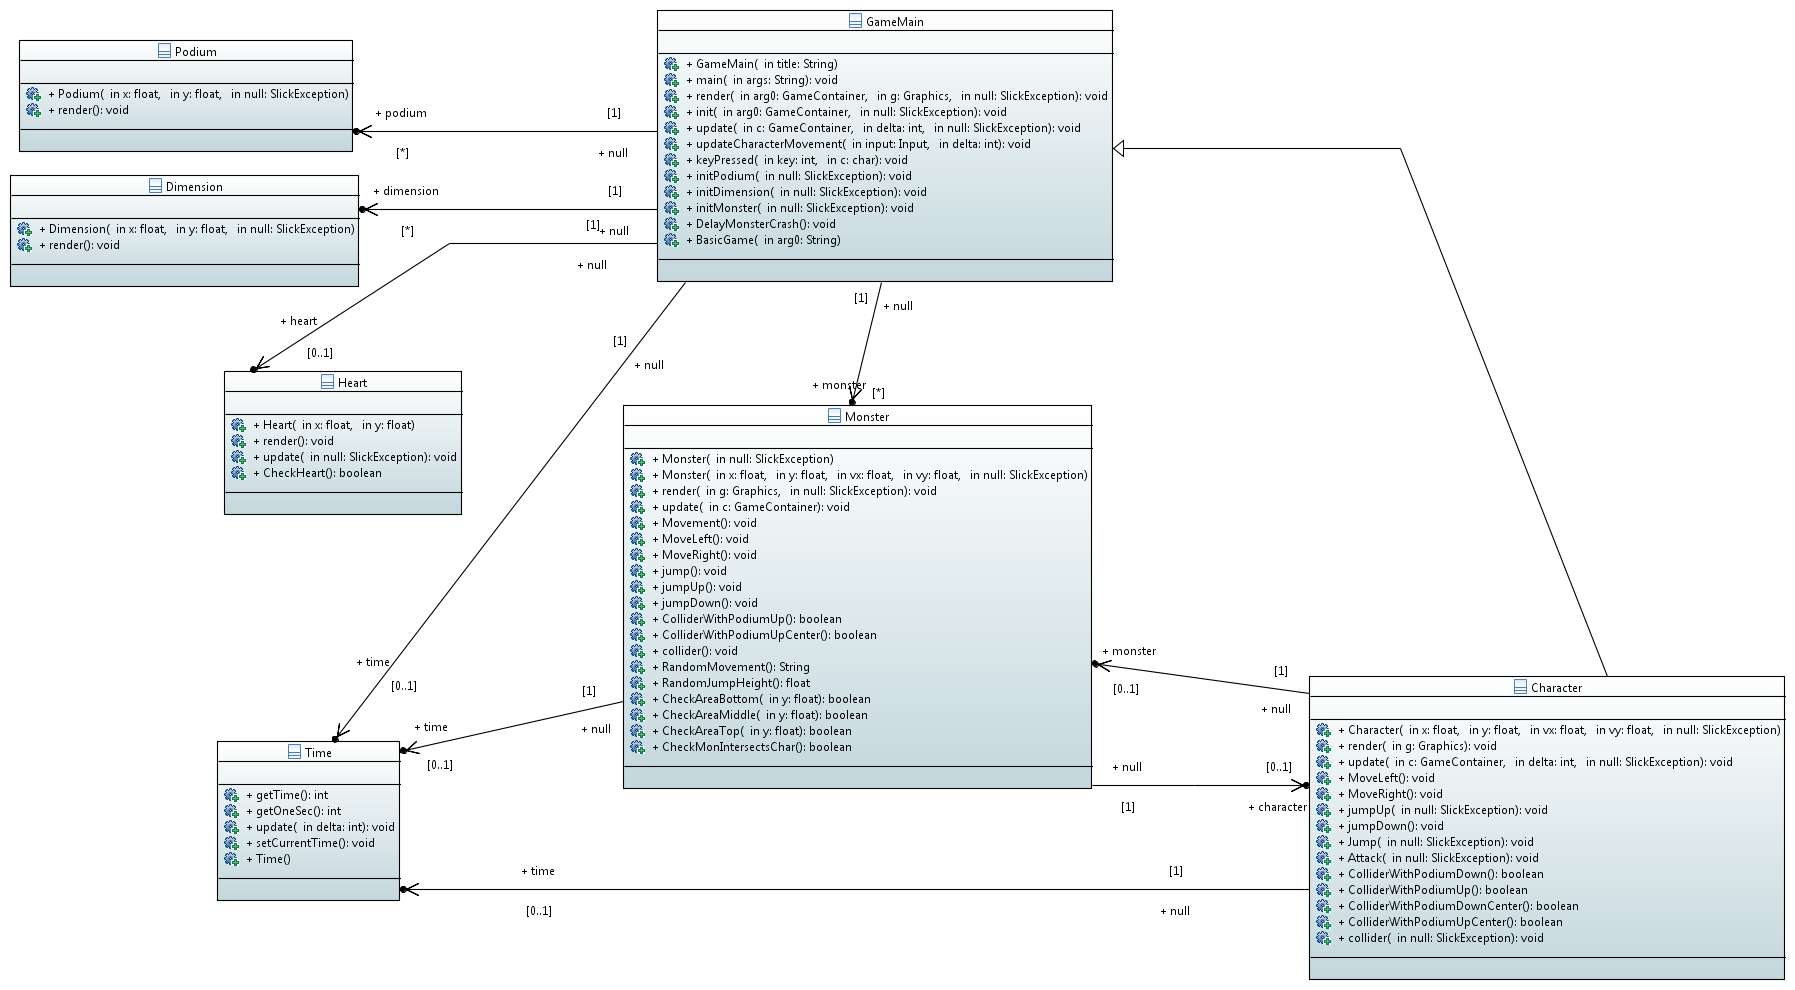 GameMain
+ GameMain( in title: String)
+ main( in args: String): void
+ render( in arg0: GameContainer, in g: Graphics, in null: SlickException): void
+ init( in arg0: GameContainer, in null: SlickException): void
+ update( in c: GameContainer, in delta: int, in null: SlickException): void
+ updateCharacterMovement( in input: Input, in delta: int): void
+ keyPressed( in key: int, in c: char): void
+ initPodium( in null: SlickException): void
+ initDimension( in null: SlickException): void
+ initMonster( in null: SlickException): void
+ DelayMonsterCrash(): void
+ BasicGame( in arg0: String)
Podium
+ Podium( in x: float, in y: float, in null: SlickException)
+ render(): void
+ podium
[1]
[*]
+ null
Dimension
+ Dimension( in x: float, in y: float, in null: SlickException)
+ render(): void
+ dimension
[1]
[*]
+ null
[1]
+ null
+ heart
[0..1]
Heart
+ Heart( in x: float, in y: float)
+ render(): void
+ update( in null: SlickException): void
+ CheckHeart(): boolean
[1]
+ null
+ time
[0..1]
[1]
+ null
+ monster
[*]
Monster
+ Monster( in null: SlickException)
+ Monster( in x: float, in y: float, in vx: float, in vy: float, in null: SlickException)
+ render( in g: Graphics, in null: SlickException): void
+ update( in c: GameContainer): void
+ Movement(): void
+ MoveLeft(): void
+ MoveRight(): void
+ jump(): void
+ jumpUp(): void
+ jumpDown(): void
+ ColliderWithPodiumUp(): boolean
+ ColliderWithPodiumUpCenter(): boolean
+ collider(): void
+ RandomMovement(): String
+ RandomJumpHeight(): float
+ CheckAreaBottom( in y: float): boolean
+ CheckAreaMiddle( in y: float): boolean
+ CheckAreaTop( in y: float): boolean
+ CheckMonIntersectsChar(): boolean
+ monster
[1]
[0..1]
+ null
[1]
+ time
+ null
[0..1]
+ null
[0..1]
[1]
+ character
Time
+ getTime(): int
+ getOneSec(): int
+ update( in delta: int): void
+ setCurrentTime(): void
+ Time()
+ time
[1]
[0..1]
+ null
Character
+ Character( in x: float, in y: float, in vx: float, in vy: float, in null: SlickException)
+ render( in g: Graphics): void
+ update( in c: GameContainer, in delta: int, in null: SlickException): void
+ MoveLeft(): void
+ MoveRight(): void
+ jumpUp( in null: SlickException): void
+ jumpDown(): void
+ Jump( in null: SlickException): void
+ Attack( in null: SlickException): void
+ ColliderWithPodiumDown(): boolean
+ ColliderWithPodiumUp(): boolean
+ ColliderWithPodiumDownCenter(): boolean
+ ColliderWithPodiumUpCenter(): boolean
+ collider( in null: SlickException): void